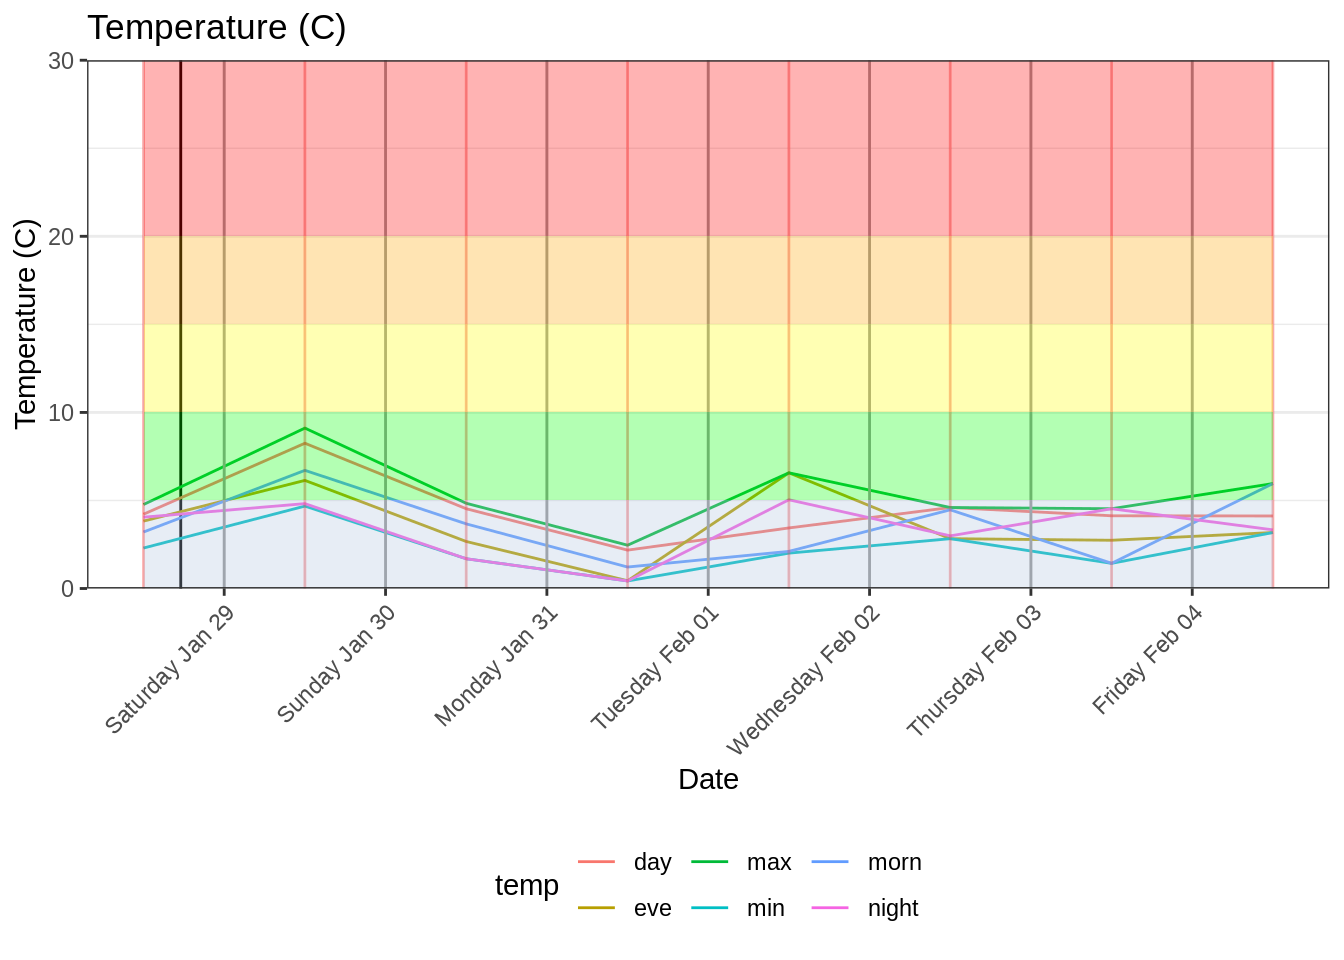 Temperature (C)
30
20
10
0
Temperature (C)
Saturday Jan 29
Sunday Jan 30
Monday Jan 31
Tuesday Feb 01
Wednesday Feb 02
Thursday Feb 03
Friday Feb 04
Date
temp
day
max
morn
eve
min
night